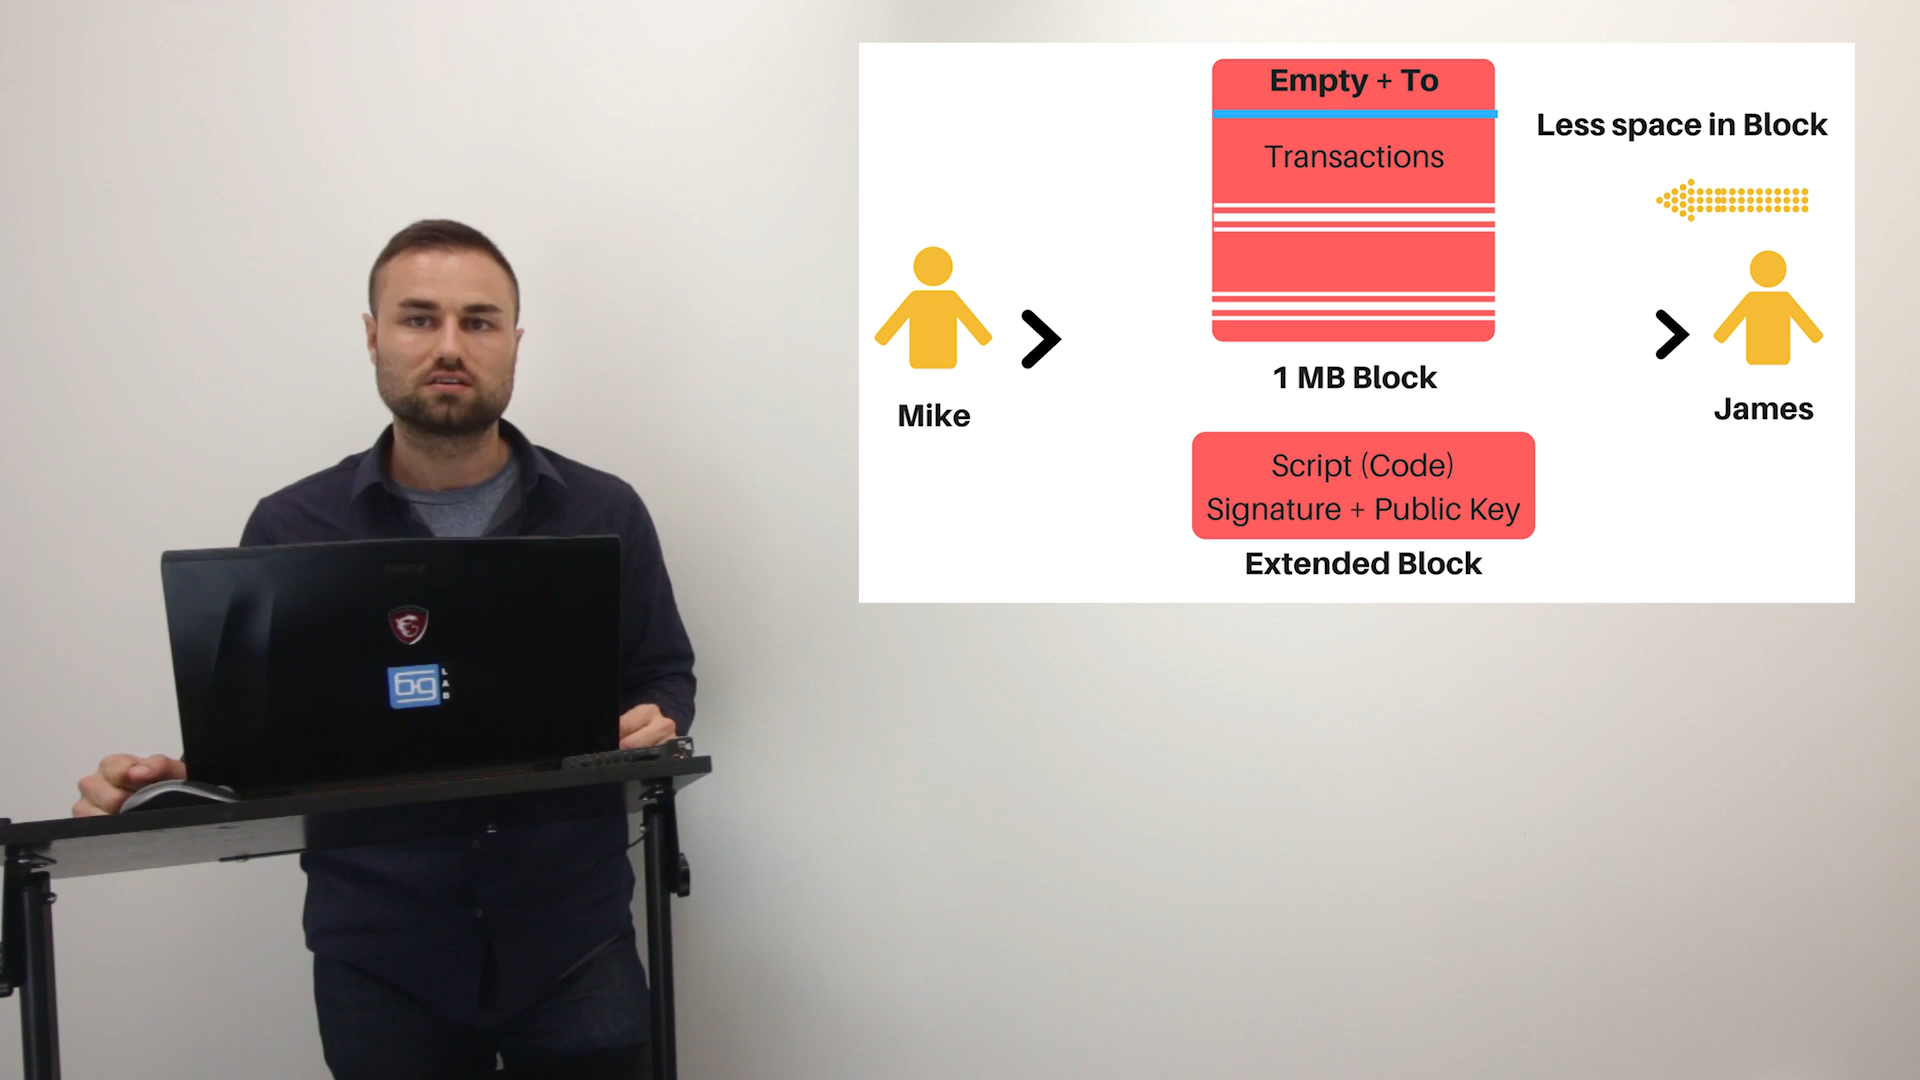 Empty + To
Transactions
Less space in Block
1 MB Block
Mike
James
Script (Code)
Signature + Public Key
Extended Block
L
A
B